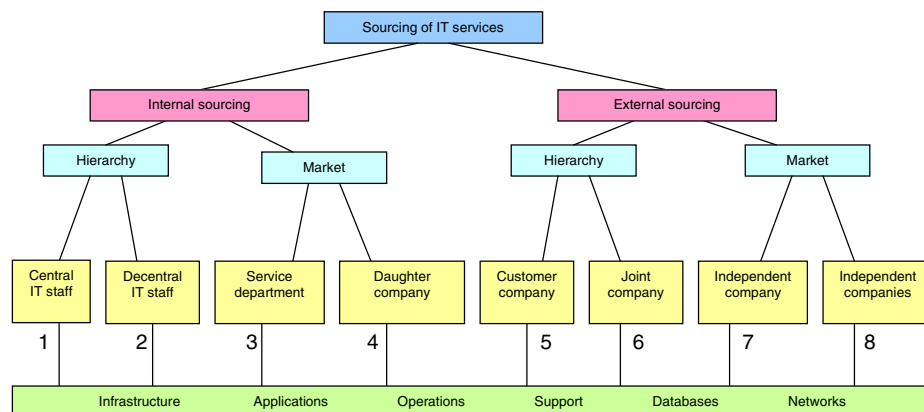 Sourcing of IT services
Internal sourcing
External sourcing
Hierarchy
Market
Hierarchy
Market
Central
IT staff
Decentral
IT staff
Service
department
Daughter
company
Customer
company
Joint
company
Independent
company
Independent
companies
1
2
3
4
5
6
7
8
Infrastructure
Applications
Operations
Support
Databases
Networks